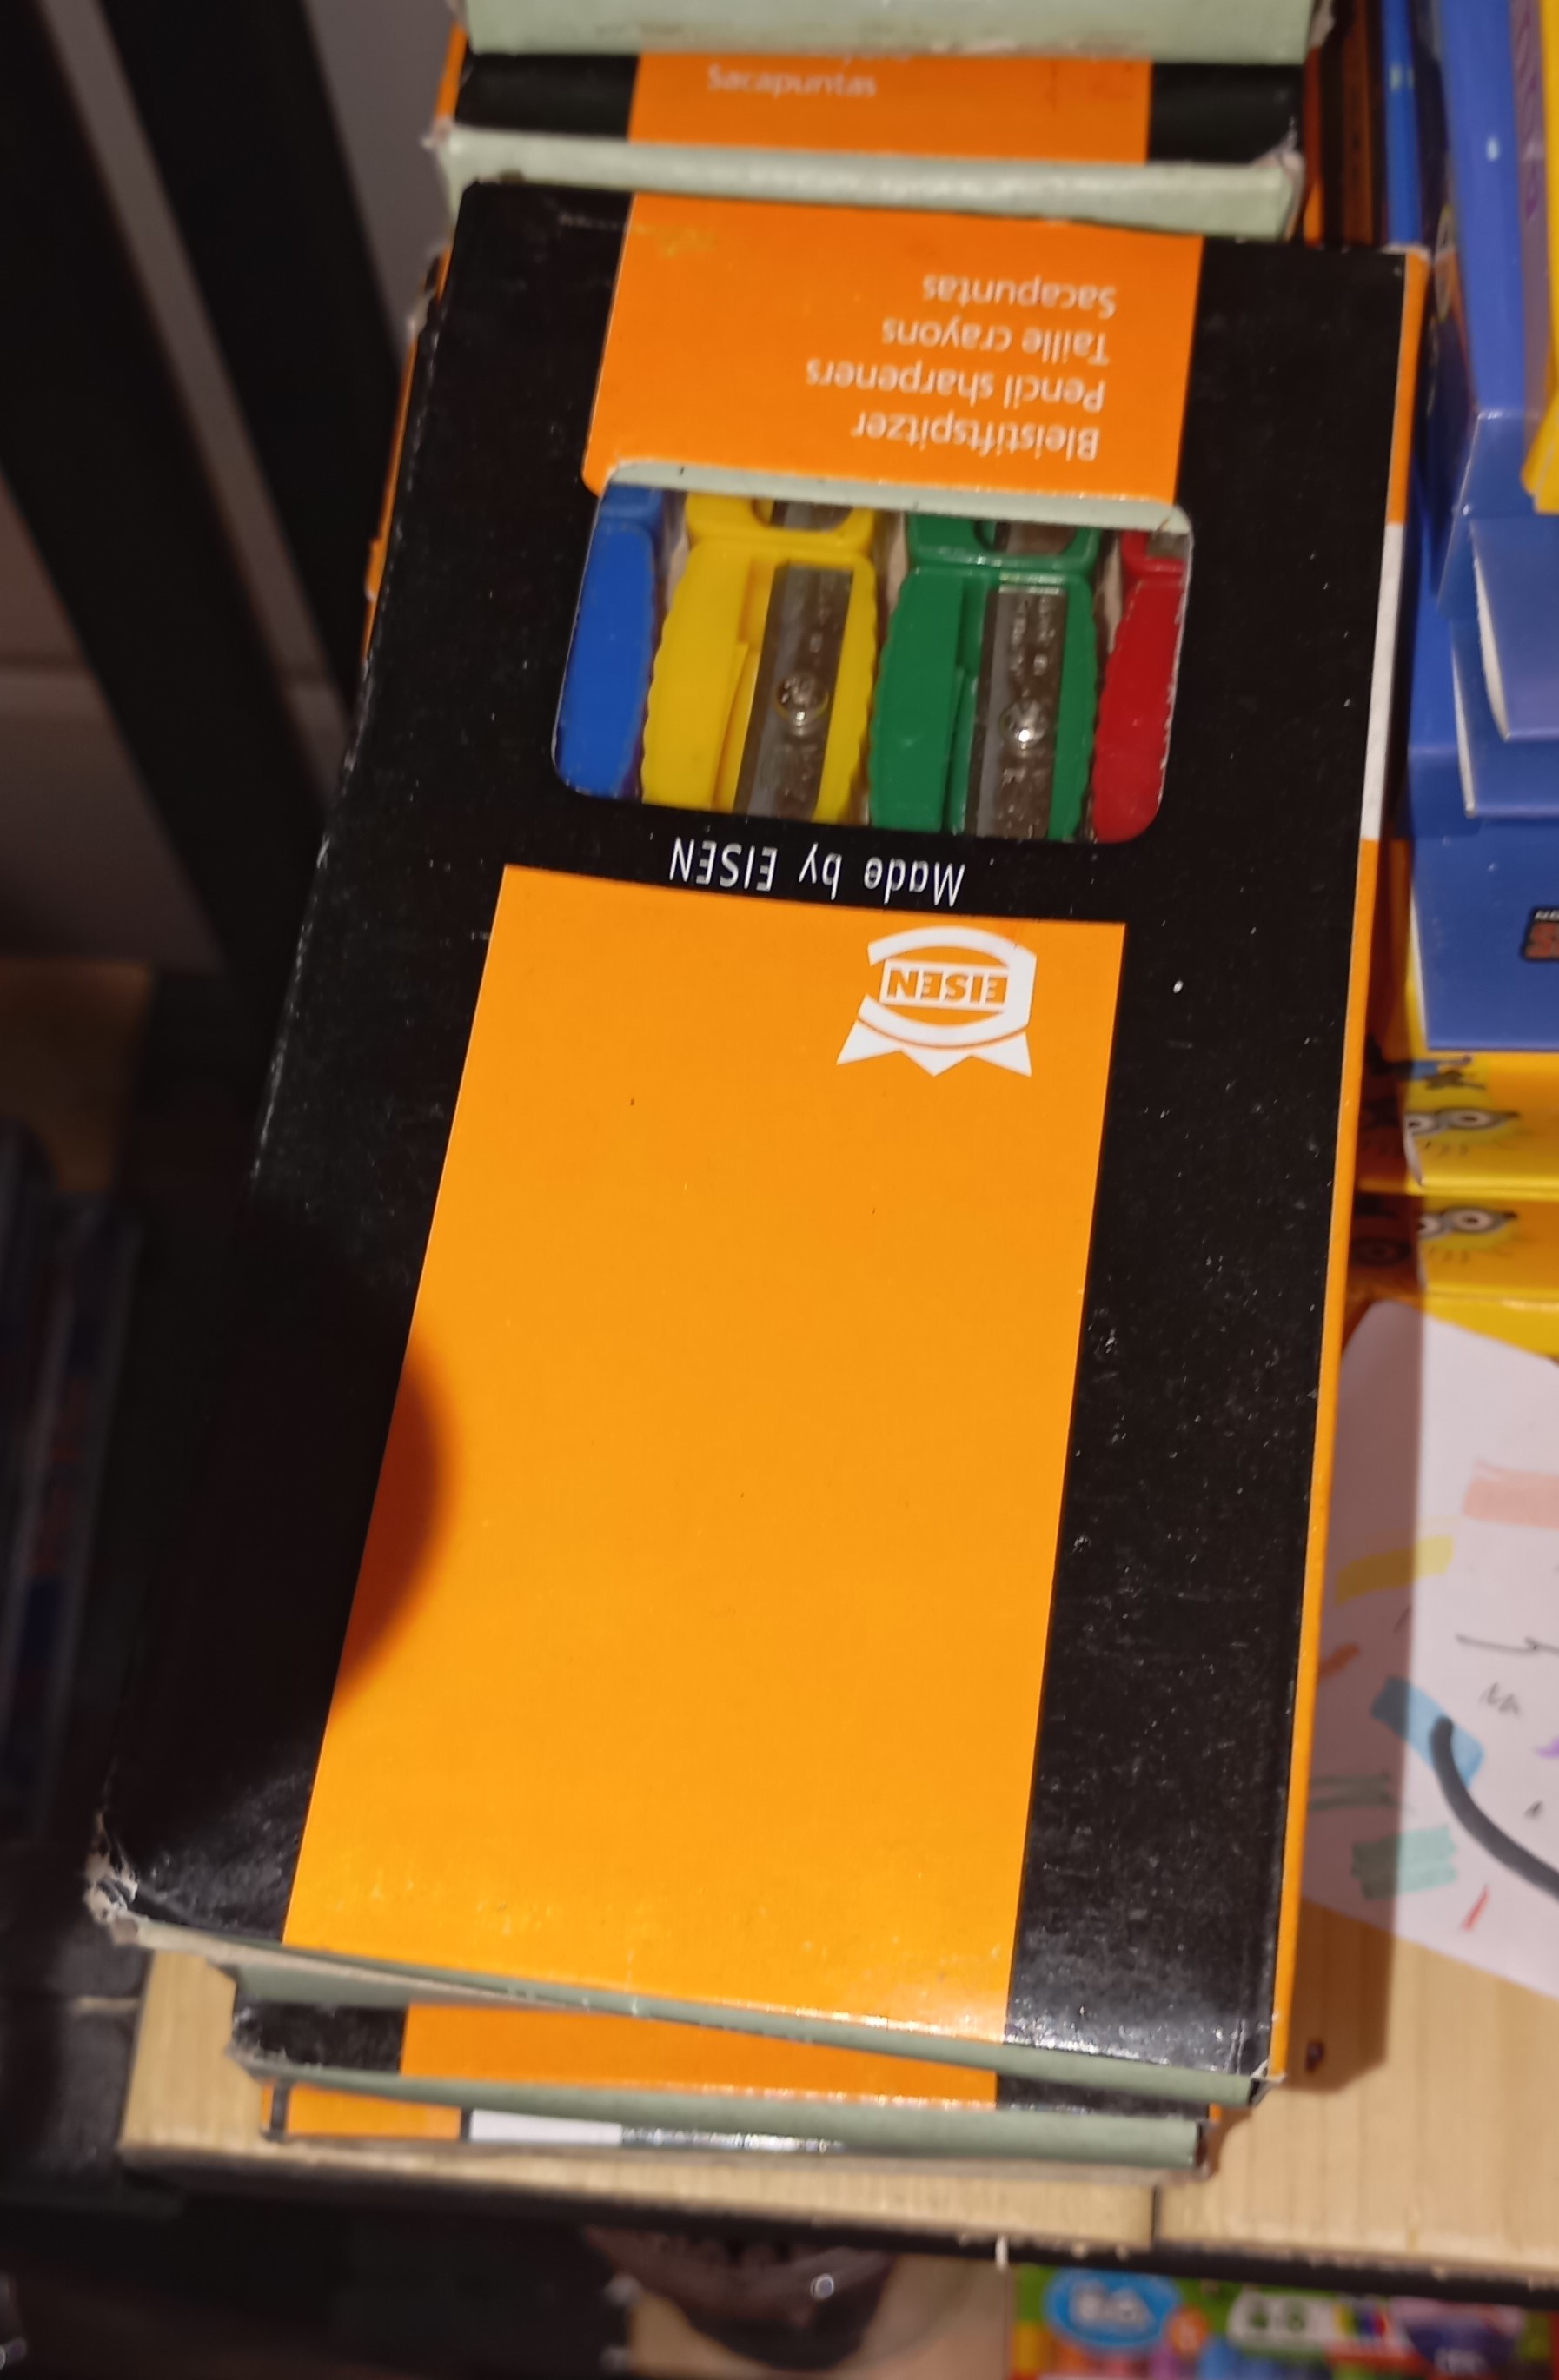 Sacapuntas
Bleistiftspitzer
Pencil sharpeners
Taille crayons
Sacapuntas
Made by EISEN
EISEN